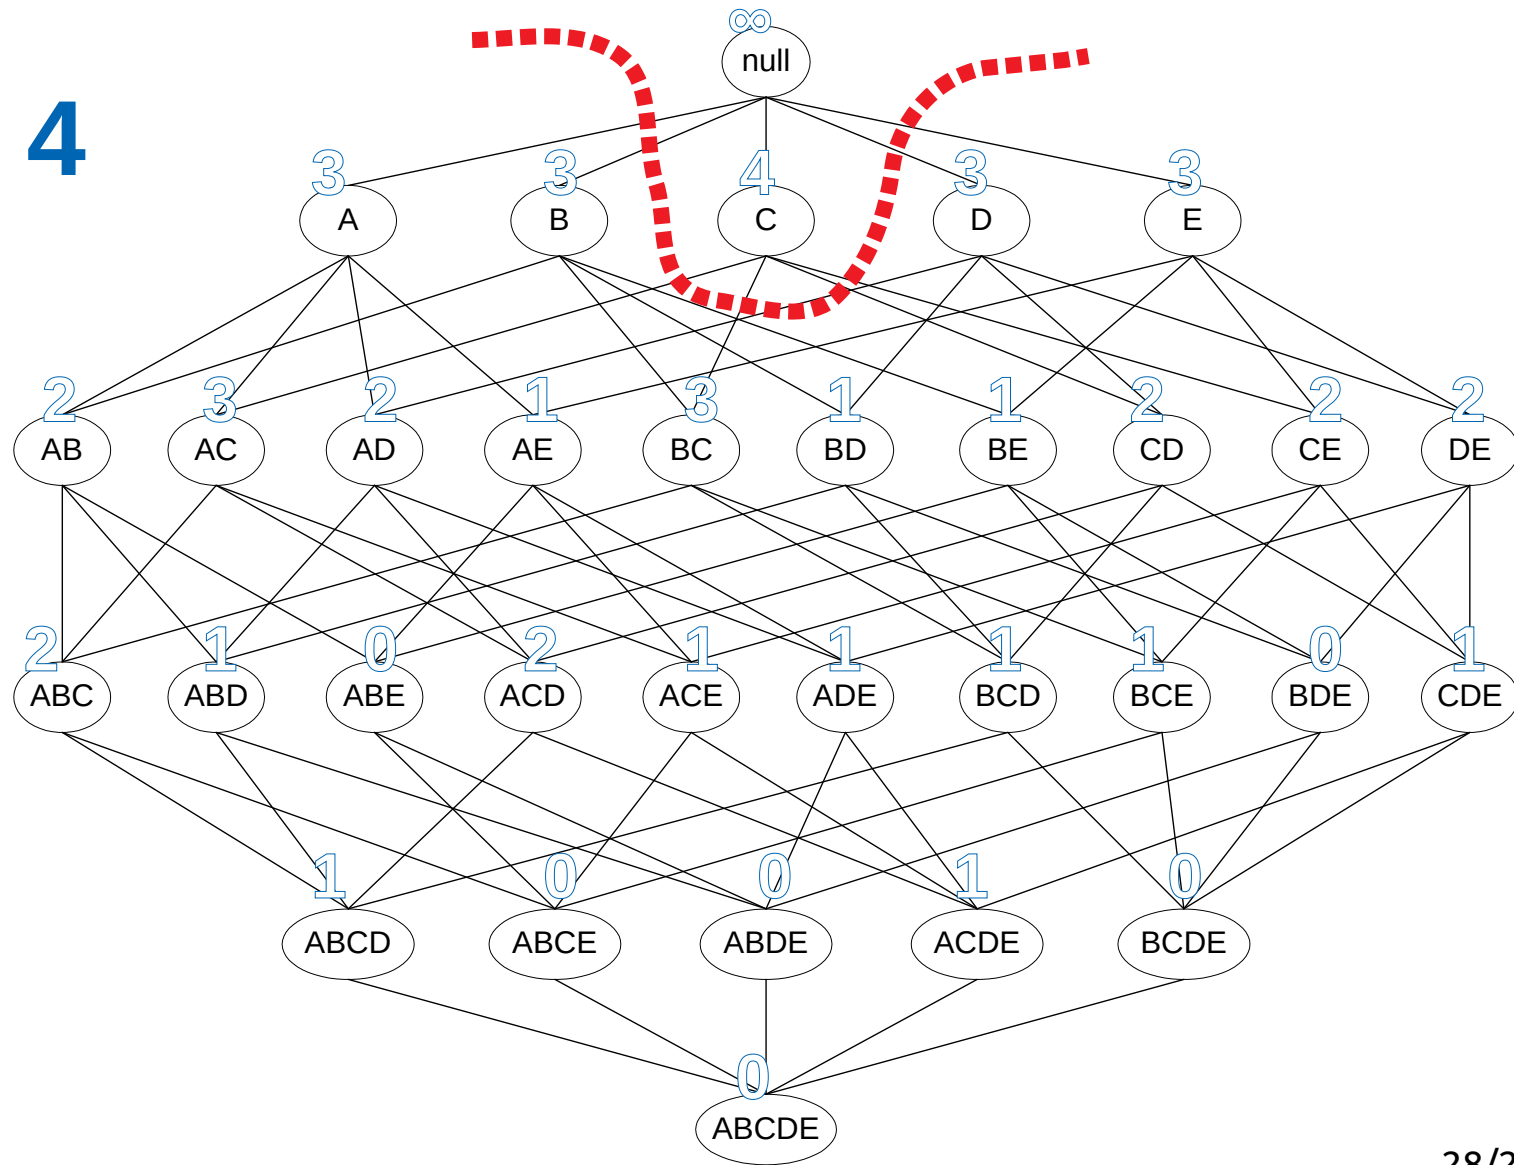 ∞
null
4
3 3 4 3 3
A B C D E
2 3 2 1 3 1 1 2 2 2
AB AC AD AE BC BD BE CD CE DE
2 1 0 2 1 1 1 1 0 1
ABC ABD ABE ACD ACE ADE BCD BCE BDE CDE
1 0 0 1 0
ABCD ABCE ABDE ACDE BCDE
0
ABCDE
28/2